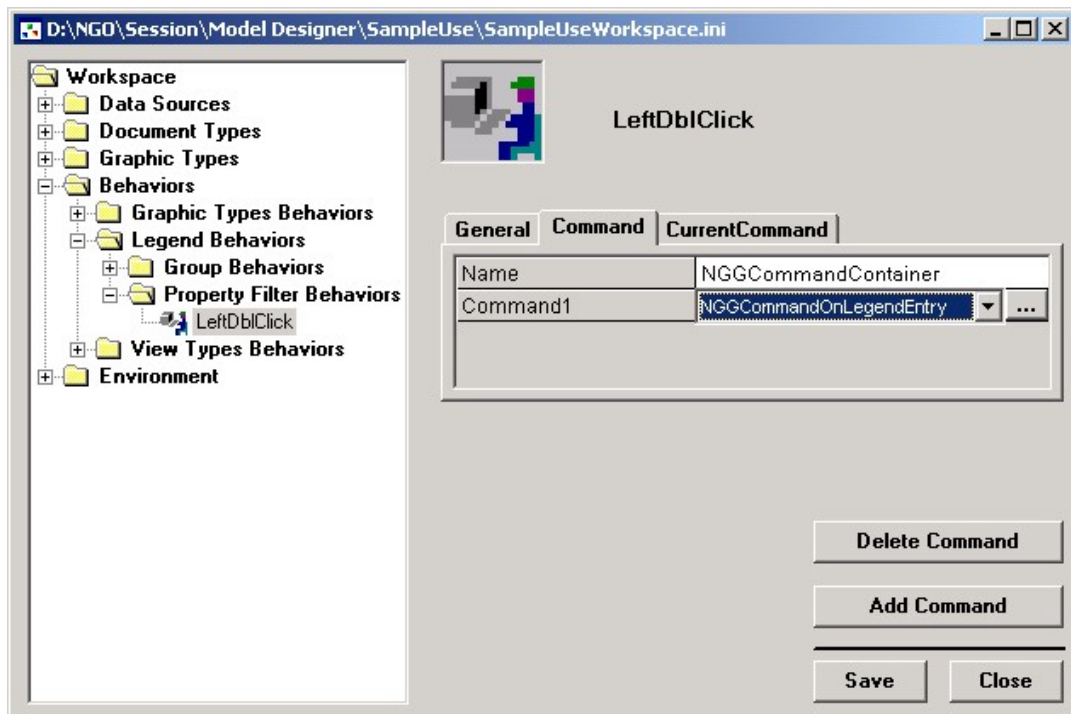 D:\NGO\Session\Model Designer\SampleUse\SampleUseWorkspace.ini
Workspace
Data Sources
Document Types
Graphic Types
Behaviors
Graphic Types Behaviors
Legend Behaviors
Group Behaviors
Property Filter Behaviors
LeftDblClick
View Types Behaviors
Environment
LeftDblClick
General Command CurrentCommand
Name NGGCommandContainer
Command1 NGGCommandOnLegendEntry ...
Delete Command
Add Command
Save Close